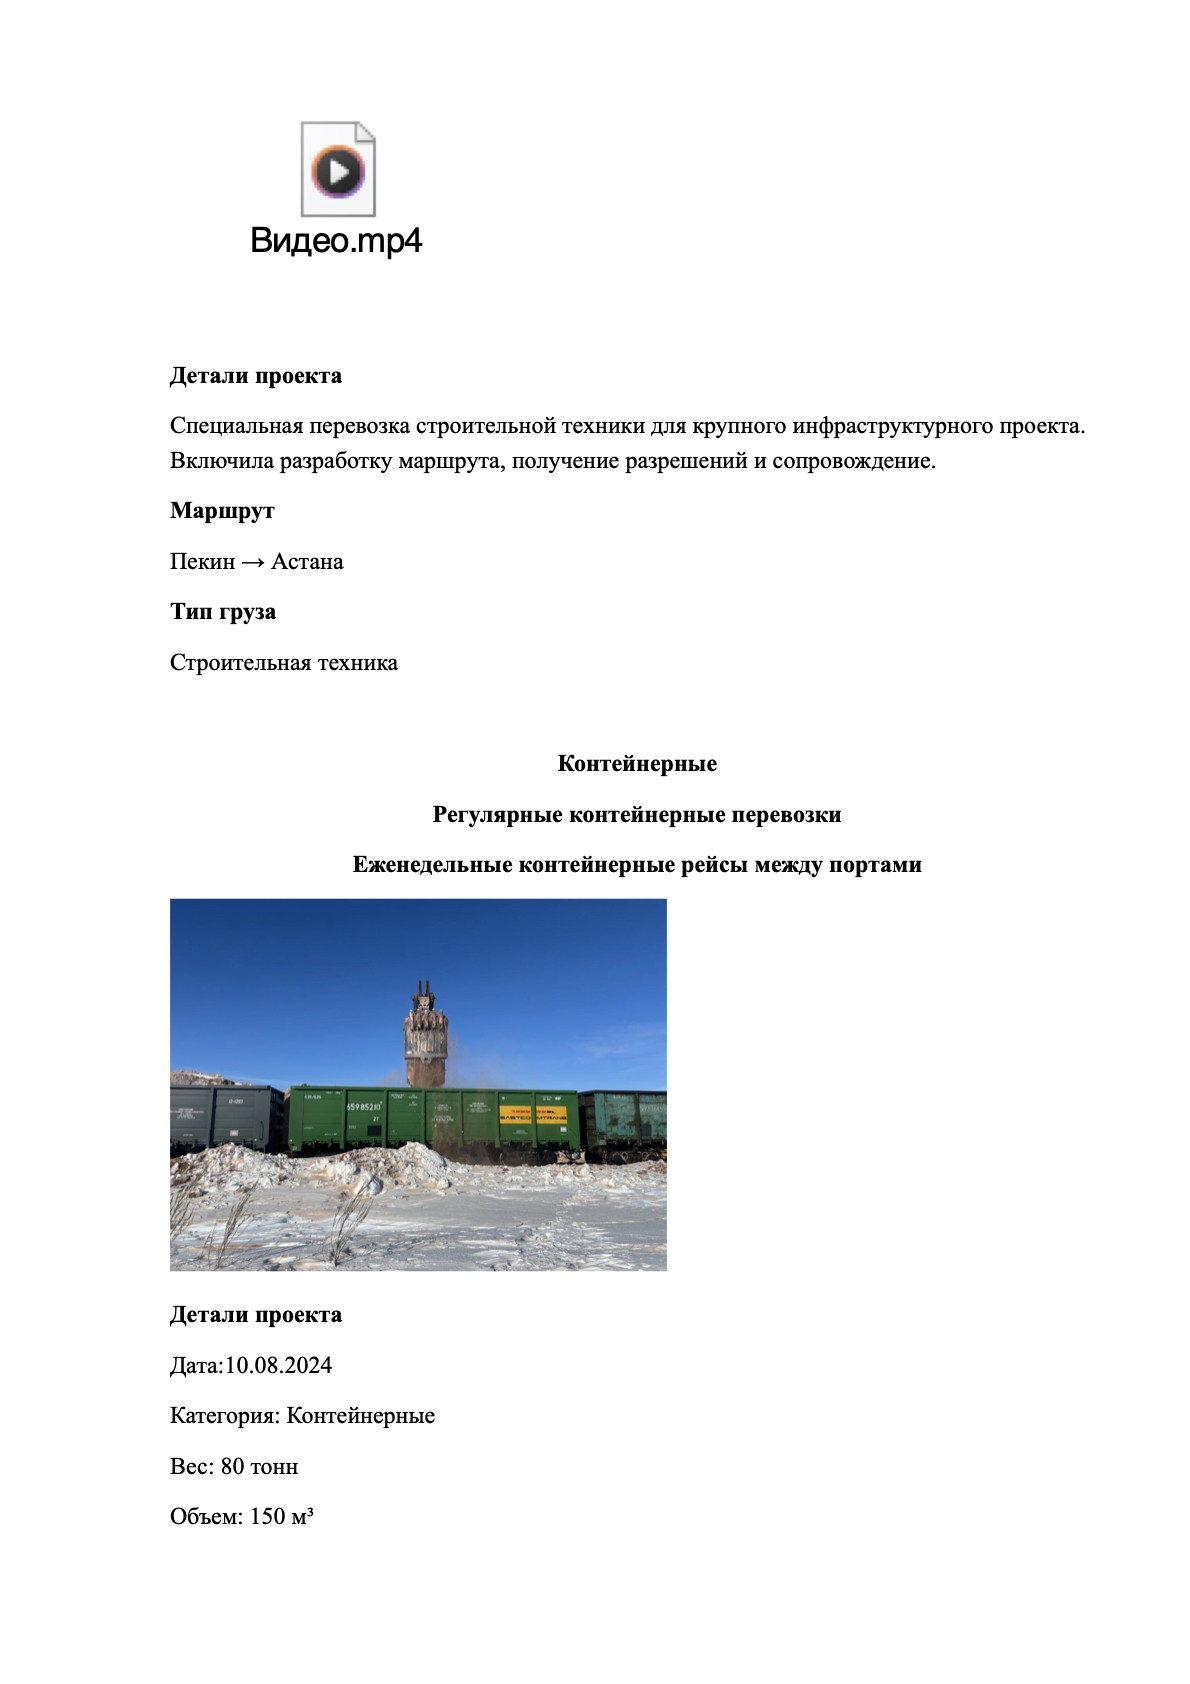 Видео.mp4
Детали проекта
Специальная перевозка строительной техники для крупного инфраструктурного проекта.
Включила разработку маршрута, получение разрешений и сопровождение.
Маршрут
Пекин → Астана
Тип груза
Строительная техника
Контейнерные
Регулярные контейнерные перевозки
Еженедельные контейнерные рейсы между портами
65985210
EASTCOMTRANS
Детали проекта
Дата:10.08.2024
Категория: Контейнерные
Вес: 80 тонн
Объем: 150 м³